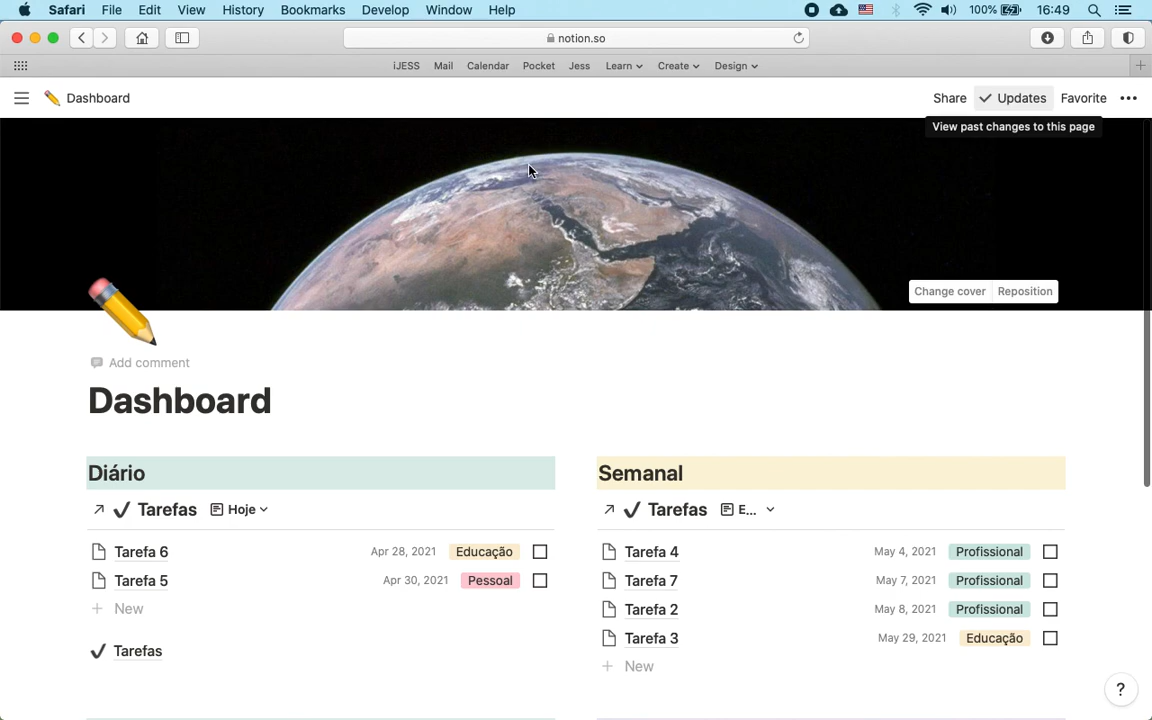 Safari File Edit View History Bookmarks Develop Window Help 100% 16:49
notion.so
iJESS Mail Calendar Pocket Jess Learn Create Design
Dashboard Share Updates Favorite
View past changes to this page
Change cover Reposition
Add comment
Dashboard
Diário
Tarefas Hoje
Tarefa 6 Apr 28, 2021 Educação
Tarefa 5 Apr 30, 2021 Pessoal
New
Tarefas
Semanal
Tarefas E...
Tarefa 4 May 4, 2021 Profissional
Tarefa 7 May 7, 2021 Profissional
Tarefa 2 May 8, 2021 Profissional
Tarefa 3 May 29, 2021 Educação
New
?